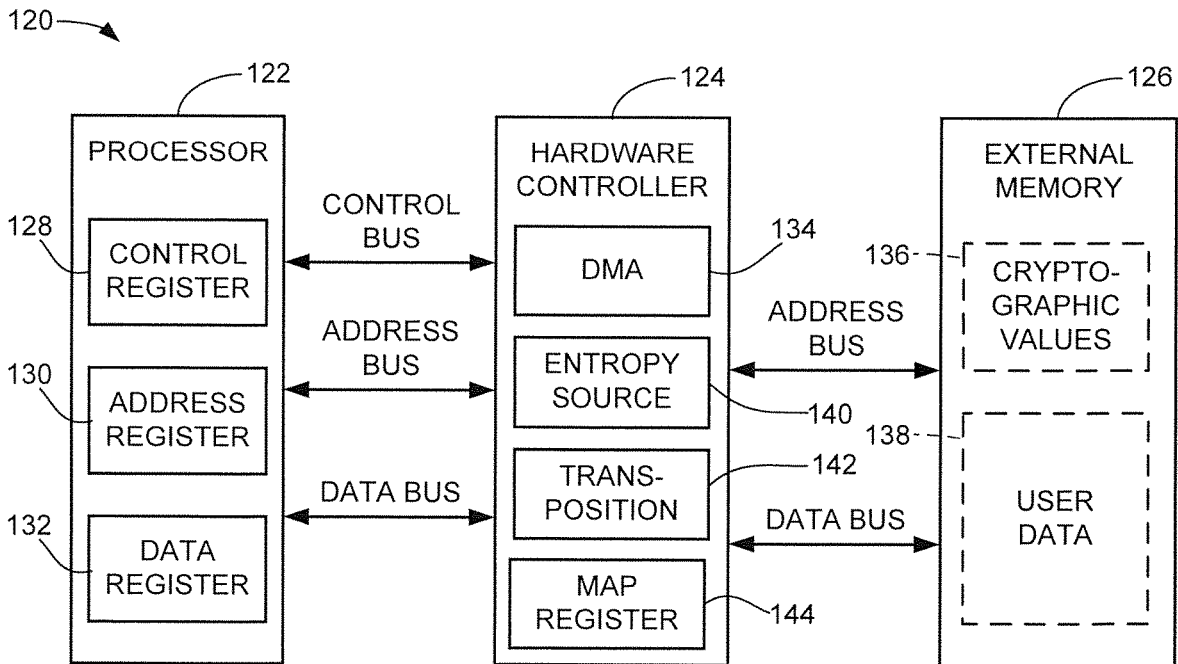 120
122
124
126
PROCESSOR
HARDWARE
CONTROLLER
EXTERNAL
MEMORY
128
CONTROL
REGISTER
CONTROL
BUS
DMA
134
136
CRYPTO-
GRAPHIC
VALUES
130
ADDRESS
REGISTER
ADDRESS
BUS
ENTROPY
SOURCE
140
ADDRESS
BUS
132
DATA
REGISTER
DATA BUS
TRANS-
POSITION
142
DATA BUS
138
USER
DATA
MAP
REGISTER
144